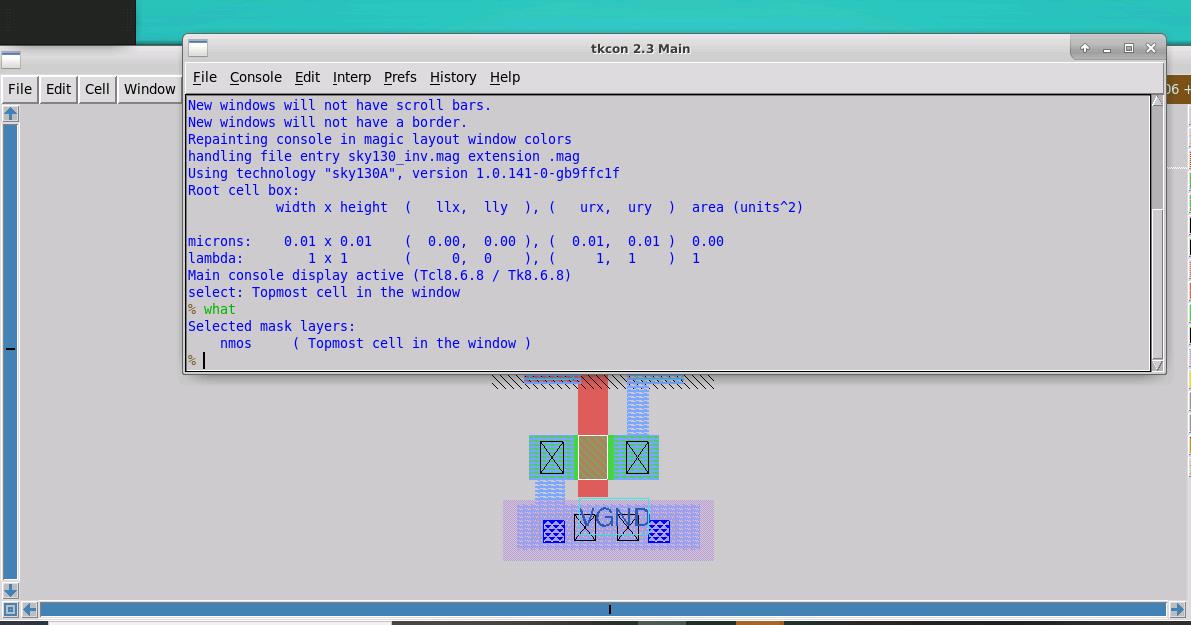 tkcon 2.3 Main
File Console Edit Interp Prefs History Help
File Edit Cell Window
06 +
New windows will not have scroll bars.
New windows will not have a border.
Repainting console in magic layout window colors
handling file entry sky130_inv.mag extension .mag
Using technology "sky130A", version 1.0.141-0-gb9ffc1f
Root cell box:
width x height ( llx, lly ), ( urx, ury ) area (units^2)
microns: 0.01 x 0.01 ( 0.00, 0.00 ), ( 0.01, 0.01 ) 0.00
lambda: 1 x 1 ( 0, 0 ), ( 1, 1 ) 1
Main console display active (Tcl8.6.8 / Tk8.6.8)
select: Topmost cell in the window
% what
Selected mask layers:
nmos ( Topmost cell in the window )
%
VGND